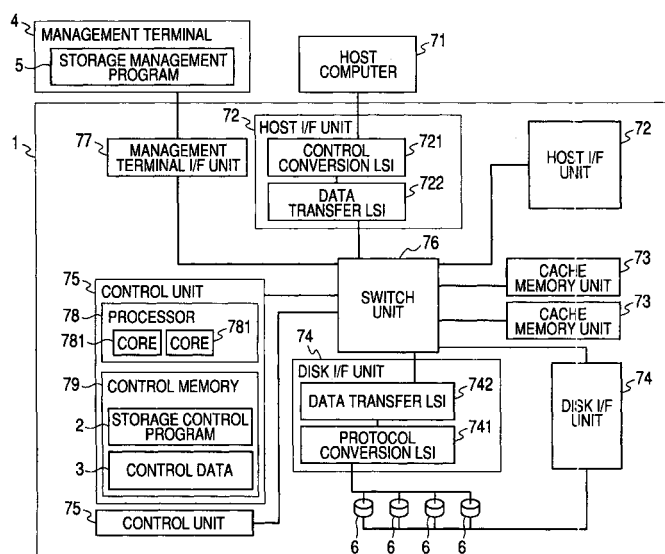 4
MANAGEMENT TERMINAL
5
STORAGE MANAGEMENT
PROGRAM
HOST
COMPUTER
71
1
77
MANAGEMENT
TERMINAL I/F UNIT
72
HOST I/F UNIT
721
CONTROL
CONVERSION LSI
722
DATA
TRANSFER LSI
72
HOST I/F
UNIT
76
SWITCH
UNIT
73
CACHE
MEMORY UNIT
73
CACHE
MEMORY UNIT
75
CONTROL UNIT
78
PROCESSOR
781
CORE
CORE
781
79
CONTROL MEMORY
2
STORAGE CONTROL
PROGRAM
3
CONTROL DATA
75
CONTROL UNIT
74
DISK I/F UNIT
742
DATA TRANSFER LSI
741
PROTOCOL
CONVERSION LSI
74
DISK I/F
UNIT
6
6
6
6